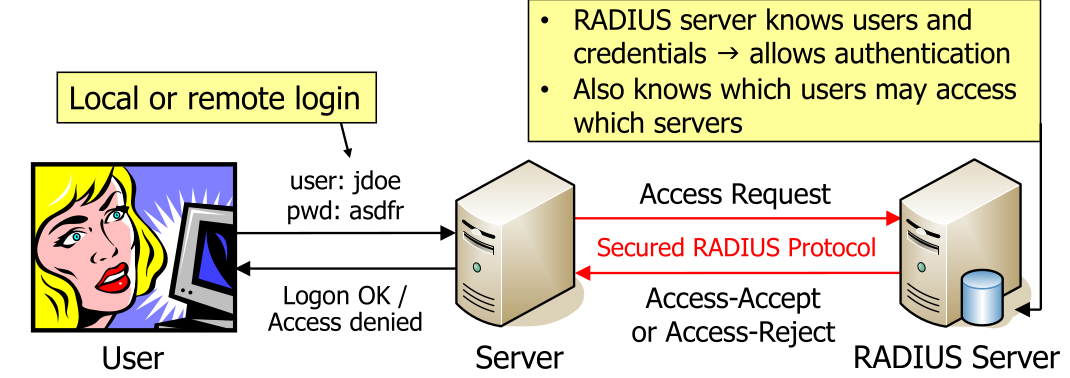 • RADIUS server knows users and
credentials → allows authentication
• Also knows which users may access
which servers
Local or remote login
user: jdoe
pwd: asdfr
Access Request
Secured RADIUS Protocol
Logon OK /
Access denied
Access-Accept
or Access-Reject
User
Server
RADIUS Server